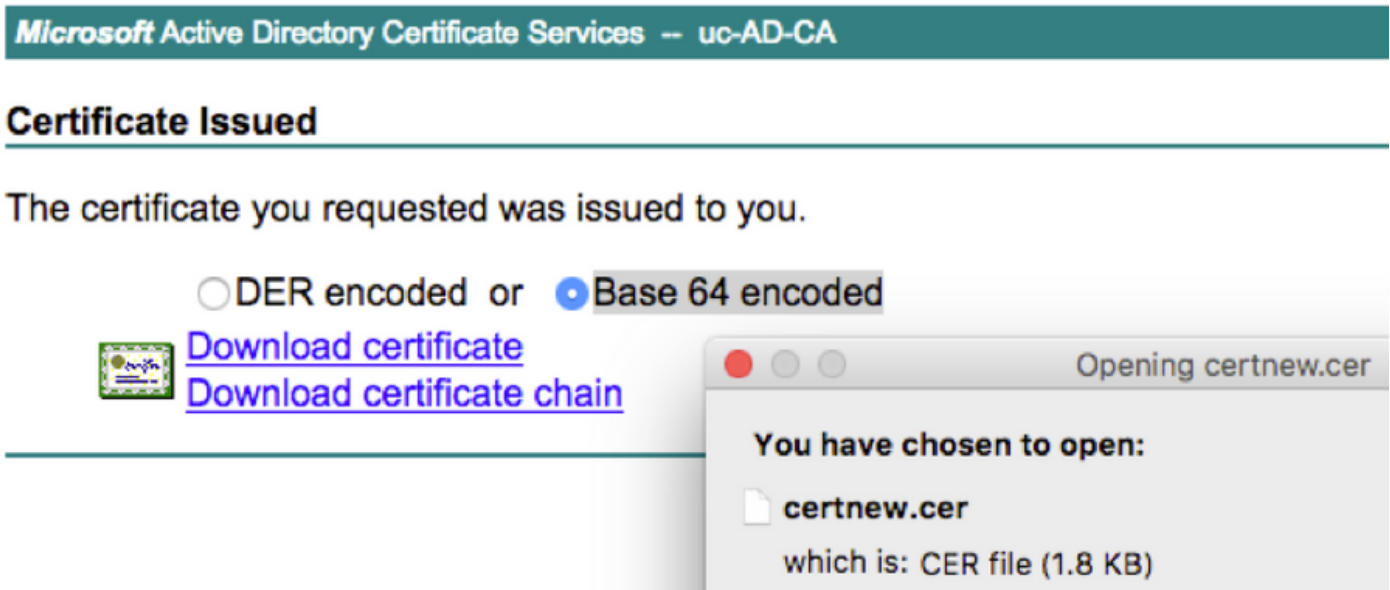 Microsoft Active Directory Certificate Services -- uc-AD-CA
Certificate Issued
The certificate you requested was issued to you.
DER encoded or Base 64 encoded
Download certificate
Download certificate chain
Opening certnew.cer
You have chosen to open:
certnew.cer
which is: CER file (1.8 KB)